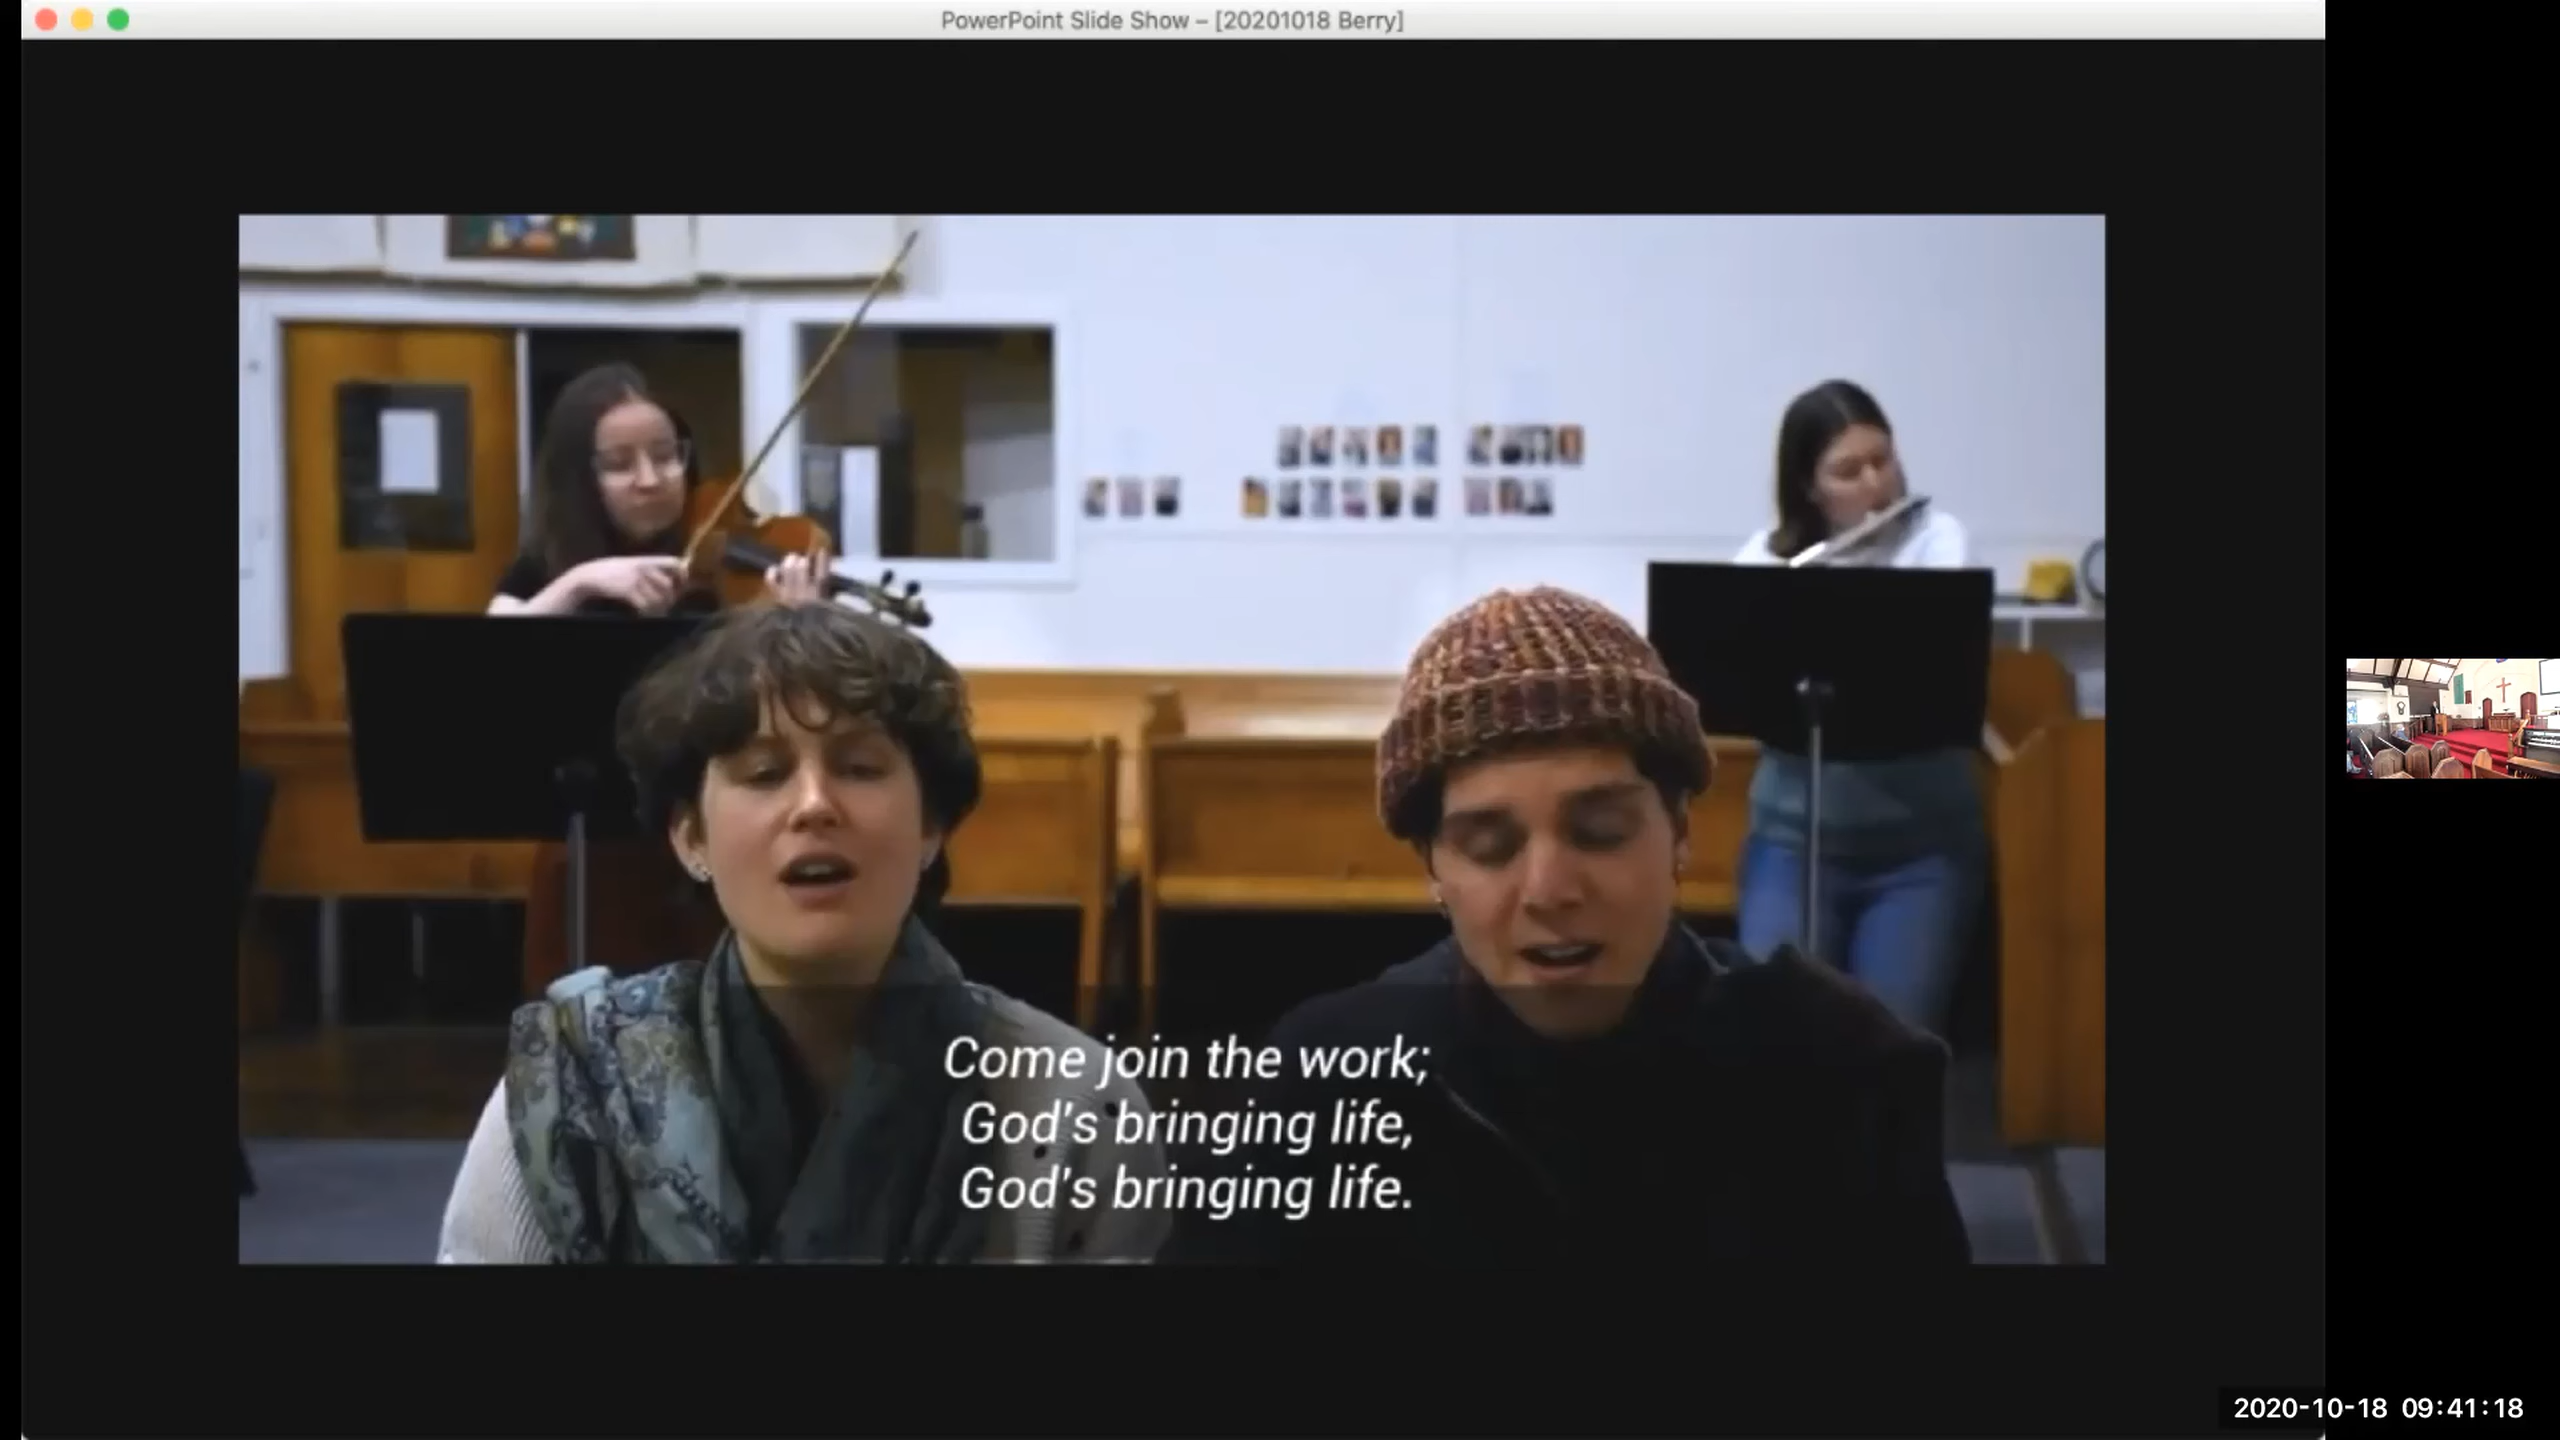 PowerPoint Slide Show – [20201018 Berry]
Come join the work;
God's bringing life,
God's bringing life.
2020-10-18 09:41:18